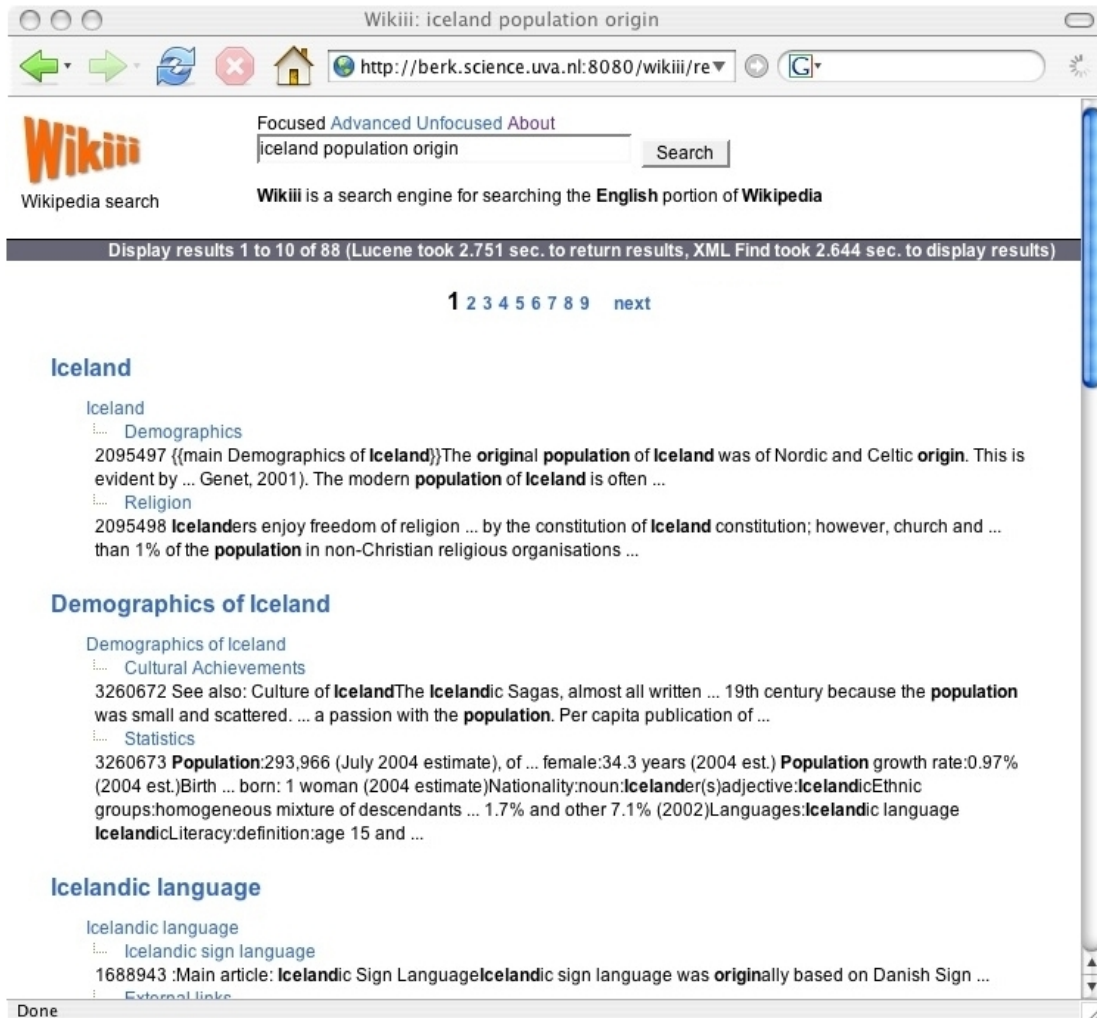 Wikiii: iceland population origin
http://berk.science.uva.nl:8080/wikiii/re
G
Wikiii
Wikipedia search
Focused Advanced Unfocused About
iceland population origin
Search
Wikiii is a search engine for searching the English portion of Wikipedia
Display results 1 to 10 of 88 (Lucene took 2.751 sec. to return results, XML Find took 2.644 sec. to display results)
1 2 3 4 5 6 7 8 9 next
Iceland
Iceland
Demographics
2095497 {{main Demographics of Iceland}}The original population of Iceland was of Nordic and Celtic origin. This is
evident by ... Genet, 2001). The modern population of Iceland is often ...
Religion
2095498 Icelanders enjoy freedom of religion ... by the constitution of Iceland constitution; however, church and ...
than 1% of the population in non-Christian religious organisations ...
Demographics of Iceland
Demographics of Iceland
Cultural Achievements
3260672 See also: Culture of IcelandThe Icelandic Sagas, almost all written ... 19th century because the population
was small and scattered. ... a passion with the population. Per capita publication of ...
Statistics
3260673 Population:293,966 (July 2004 estimate), of ... female:34.3 years (2004 est.) Population growth rate:0.97%
(2004 est.)Birth ... born: 1 woman (2004 estimate)Nationality:noun:Icelander(s)adjective:IcelandicEthnic
groups:homogeneous mixture of descendants ... 1.7% and other 7.1% (2002)Languages:Icelandic language
IcelandicLiteracy:definition:age 15 and ...
Icelandic language
Icelandic language
Icelandic sign language
1688943 :Main article: Icelandic Sign LanguageIcelandic sign language was originally based on Danish Sign ...
External links
Done